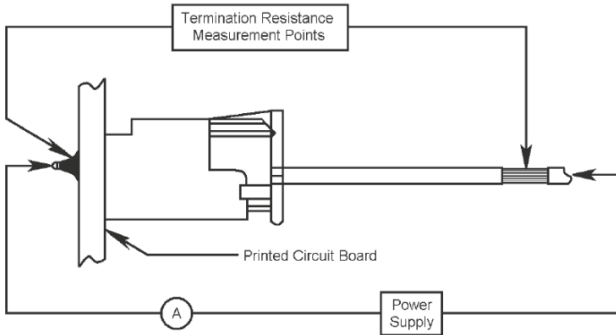 Termination Resistance
Measurement Points
Printed Circuit Board
A
Power
Supply